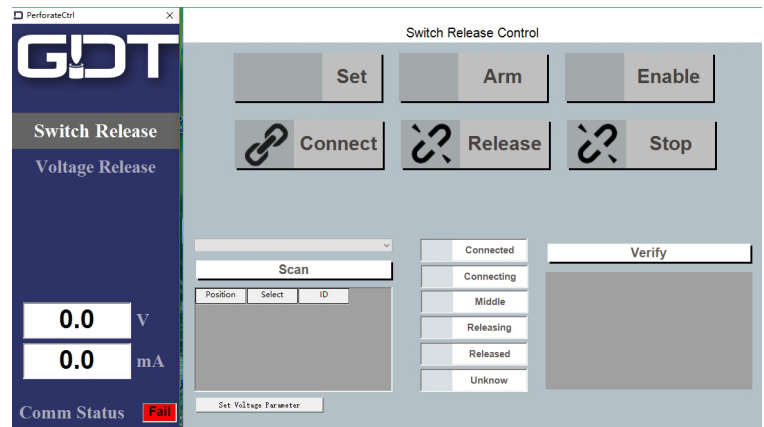 PerforateCtrl
GDT
Switch Release
Voltage Release
0.0 V
0.0 mA
Comm Status Fail
Switch Release Control
Set Arm Enable
Connect Release Stop
Scan
Position Select ID
Set Voltage Parameter
Connected
Connecting
Middle
Releasing
Released
Unknow
Verify